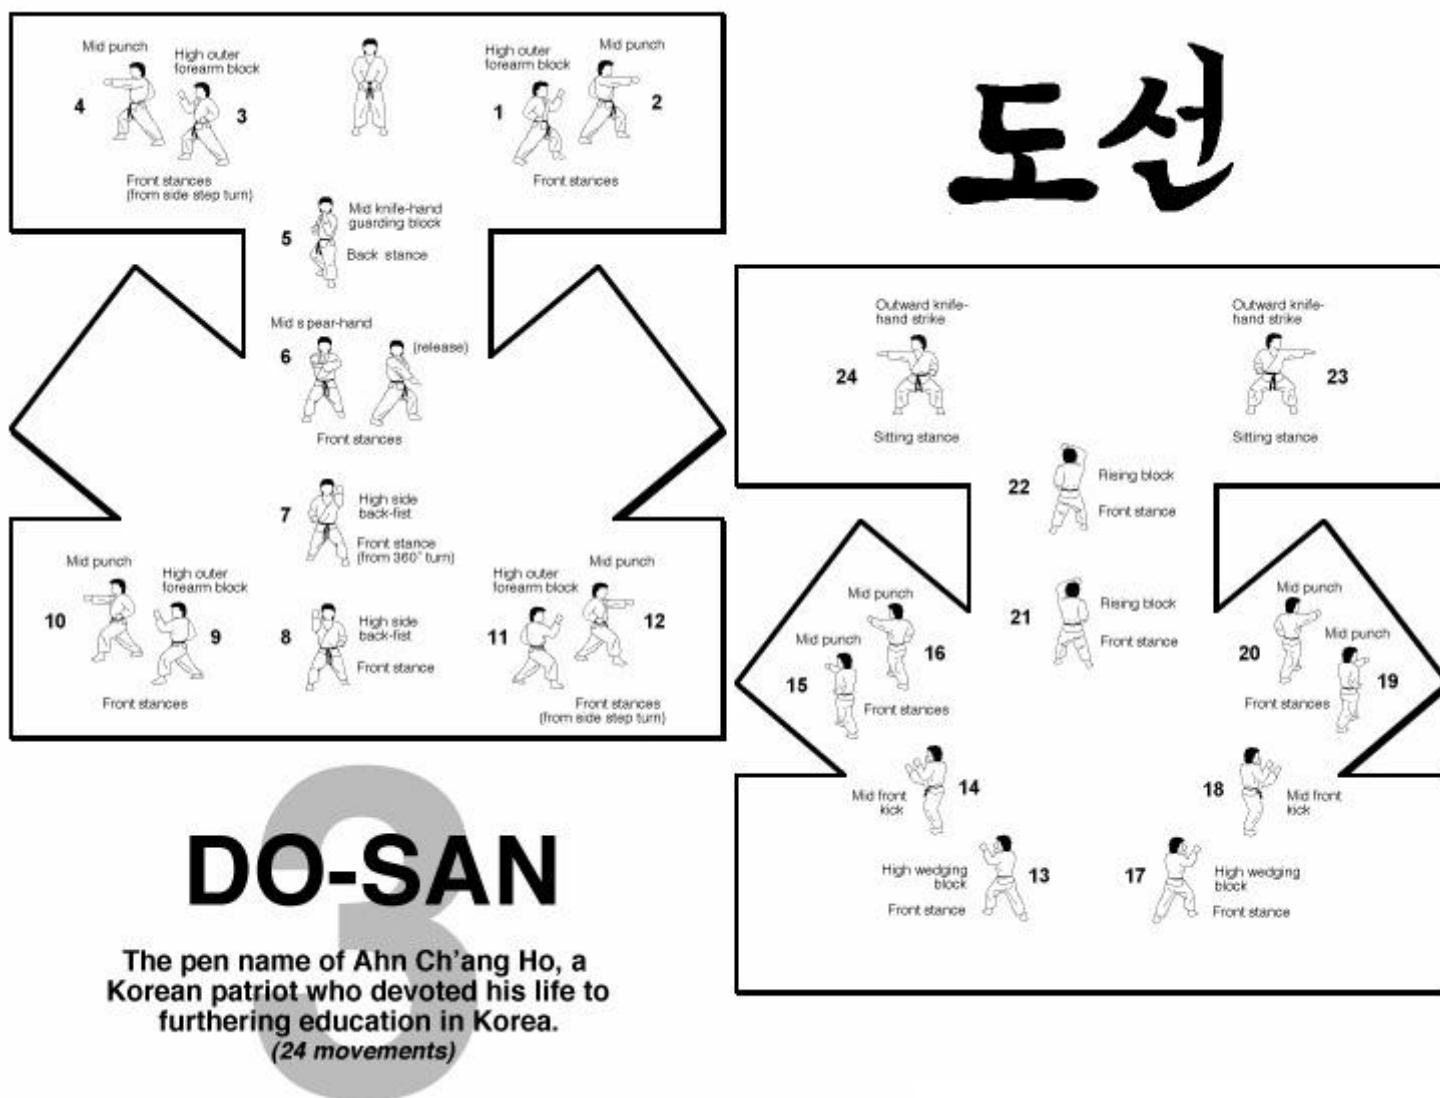 Mid punch
4
High outer
forearm block
3
Front stances
(from side step turn)
High outer
forearm block
1
Mid punch
2
Front stances
5
Mid knife-hand
guarding block
Back stance
Mid spear-hand
6
(release)
Front stances
7
High side
back-fist
Front stance
(from 360° turn)
Mid punch
10
High outer
forearm block
9
Front stances
8
High side
back-fist
Front stance
High outer
forearm block
11
Mid punch
12
Front stances
(from side step turn)
3
DO-SAN
The pen name of Ahn Ch'ang Ho, a
Korean patriot who devoted his life to
furthering education in Korea.
(24 movements)
도선
Outward knife-
hand strike
24
Sitting stance
Outward knife-
hand strike
23
Sitting stance
22
Rising block
Front stance
21
Rising block
Front stance
Mid punch
16
Mid punch
15
Front stances
Mid punch
20
Mid punch
19
Front stances
14
Mid front
kick
18
Mid front
kick
High wedging
block
13
Front stance
17
High wedging
block
Front stance